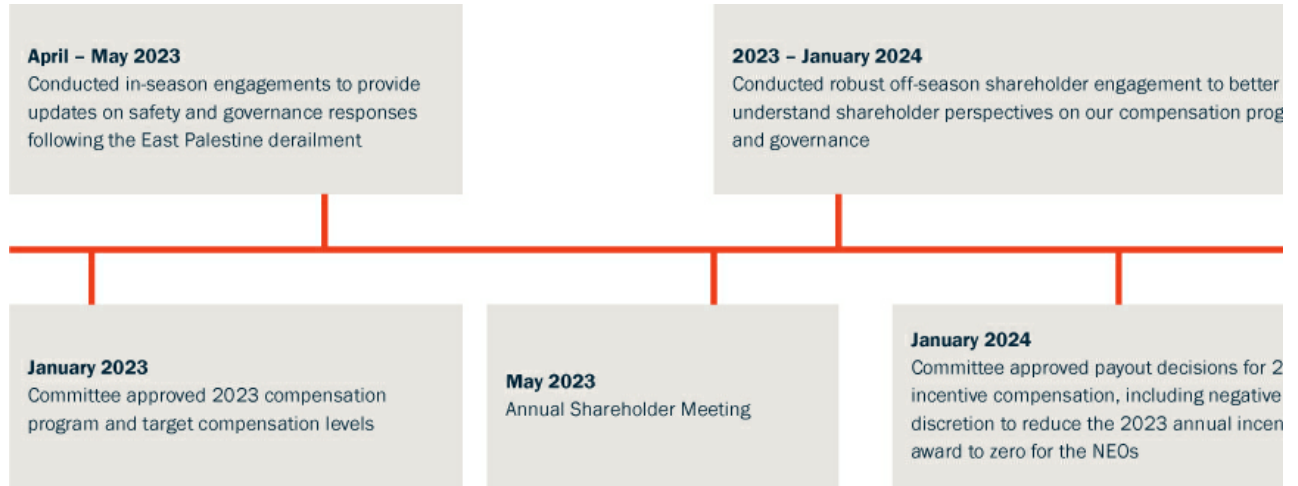 April – May 2023
Conducted in-season engagements to provide
updates on safety and governance responses
following the East Palestine derailment
2023 – January 2024
Conducted robust off-season shareholder engagement to better
understand shareholder perspectives on our compensation
and governance
January 2023
Committee approved 2023 compensation
program and target compensation levels
May 2023
Annual Shareholder Meeting
January 2024
Committee approved payout decisions for
incentive compensation, including negative
discretion to reduce the 2023 annual
award to zero for the NEOs